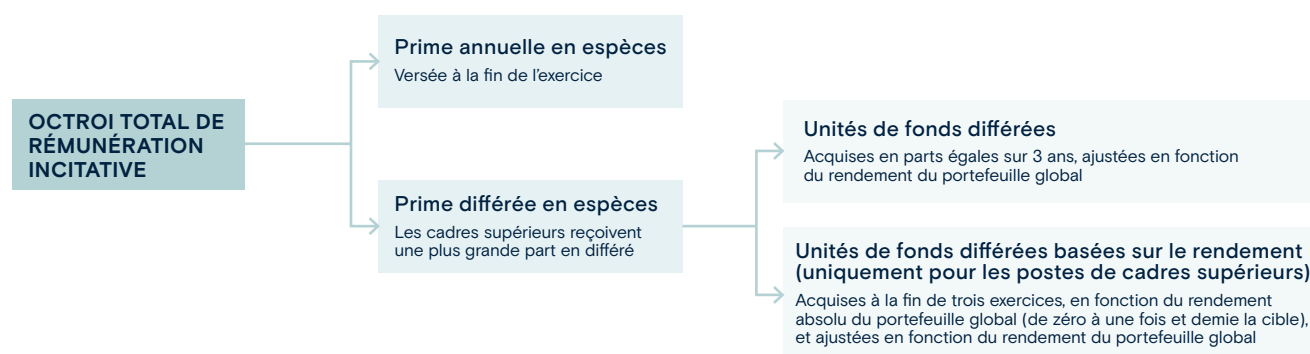 OCTROI TOTAL DE
RÉMUNÉRATION
INCITATIVE
Prime annuelle en espèces
Versée à la fin de l’exercice
Prime différée en espèces
Les cadres supérieurs reçoivent
une plus grande part en différé
Unités de fonds différées
Acquises en parts égales sur 3 ans, ajustées en fonction
du rendement du portefeuille global
Unités de fonds différées basées sur le rendement
(uniquement pour les postes de cadres supérieurs)
Acquises à la fin de trois exercices, en fonction du rendement
absolu du portefeuille global (de zéro à une fois et demie la cible),
et ajustées en fonction du rendement du portefeuille global